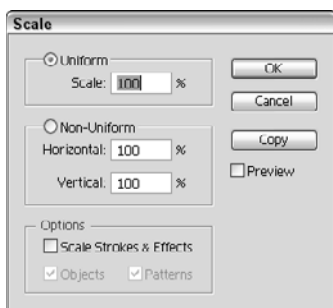 Scale
Uniform
Scale: 100 %
OK
Cancel
Non-Uniform
Horizontal: 100 %
Copy
Preview
Vertical: 100 %
Options
Scale Strokes & Effects
Objects Patterns